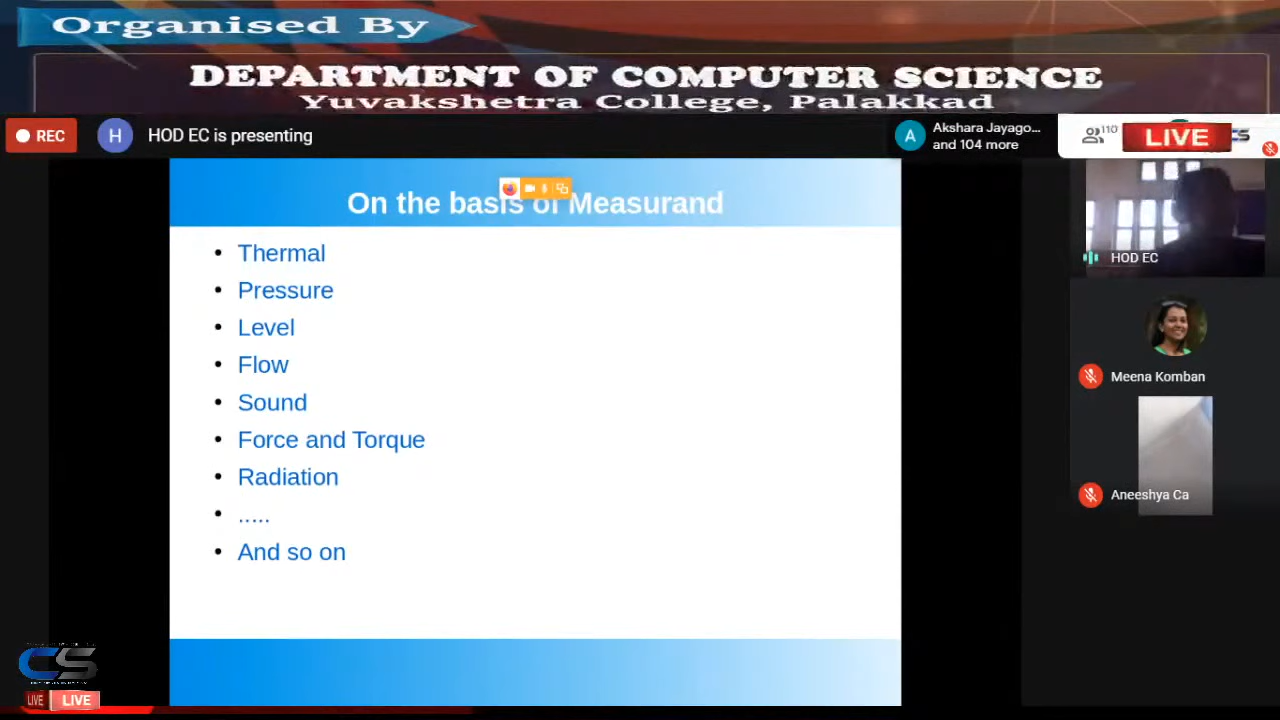 Organised By
DEPARTMENT OF COMPUTER SCIENCE
Yuvakshetra College, Palakkad
REC
H
HOD EC is presenting
A
Akshara Jayago...
and 104 more
110
LIVE
CS
On the basis of Measurand
• Thermal
• Pressure
• Level
• Flow
• Sound
• Force and Torque
• Radiation
• .....
• And so on
HOD EC
Meena Komban
Aneeshya Ca
CS
LIVE
LIVE